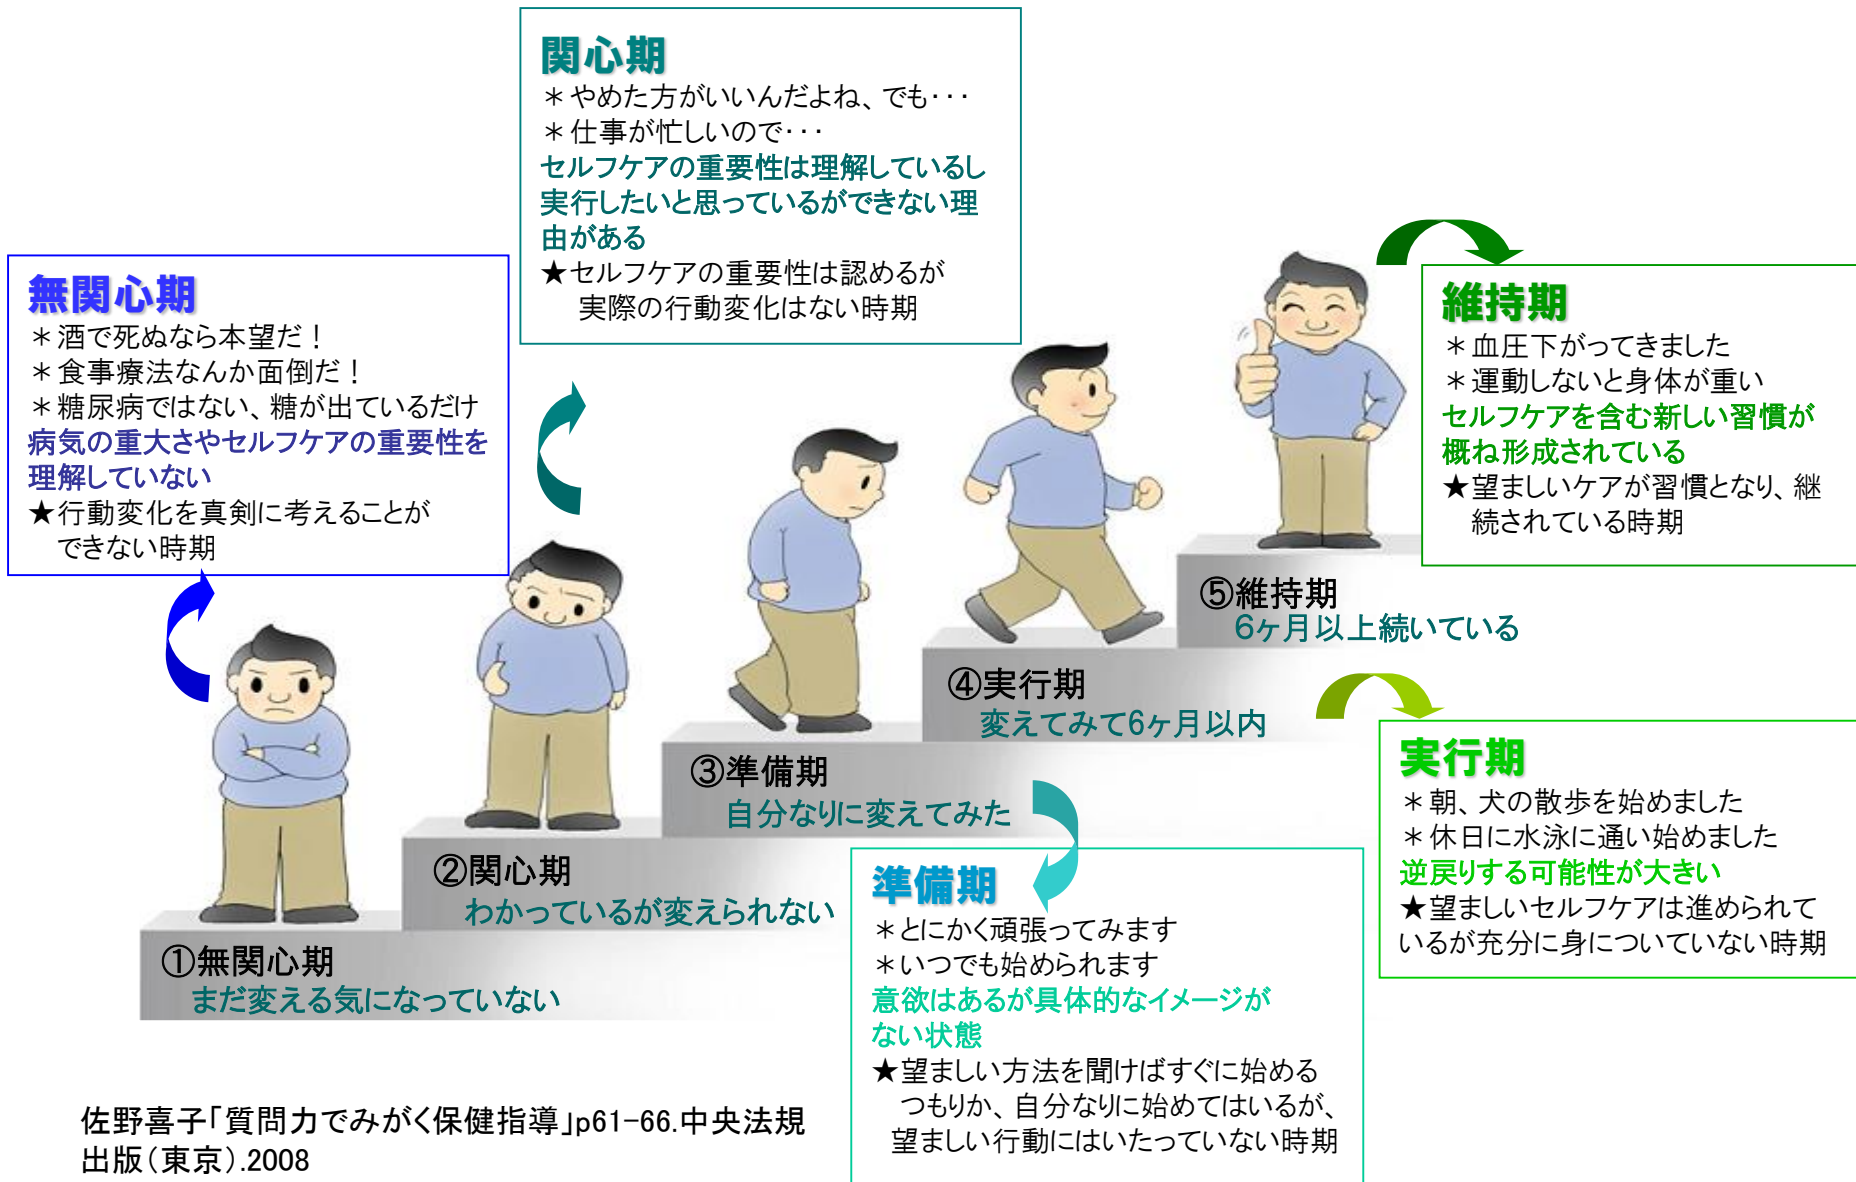 関心期
＊やめた方がいいんだよね、でも・・・
＊仕事が忙しいので・・・
セルフケアの重要性は理解しているし
実行したいと思っているができない理
由がある
★セルフケアの重要性は認めるが
実際の行動変化はない時期
無関心期
＊酒で死ぬなら本望だ！
＊食事療法なんか面倒だ！
＊糖尿病ではない、糖が出ているだけ
病気の重大さやセルフケアの重要性を
理解していない
★行動変化を真剣に考えることが
できない時期
維持期
＊血圧下がってきました
＊運動しないと身体が重い
セルフケアを含む新しい習慣が
概ね形成されている
★望ましいケアが習慣となり、継
続されている時期
⑤維持期
6ヶ月以上続いている
④実行期
変えてみて6ヶ月以内
③準備期
自分なりに変えてみた
②関心期
わかっているが変えられない
①無関心期
まだ変える気になっていない
実行期
＊朝、犬の散歩を始めました
＊休日に水泳に通い始めました
逆戻りする可能性が大きい
★望ましいセルフケアは進められて
いるが充分に身についていない時期
準備期
＊とにかく頑張ってみます
＊いつでも始められます
意欲はあるが具体的なイメージが
ない状態
★望ましい方法を聞けばすぐに始める
つもりか、自分なりに始めてはいるが、
望ましい行動にはいたっていない時期
佐野喜子「質問力でみがく保健指導」p61-66.中央法規
出版（東京）.2008